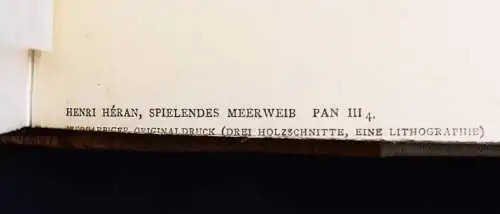 HENRI HÉRAN, SPIELENDES MEERWEIB PAN III 4.
ORIGINALDRUCK (DREI HOLZSCHNITTE, EINE LITHOGRAPHIE)